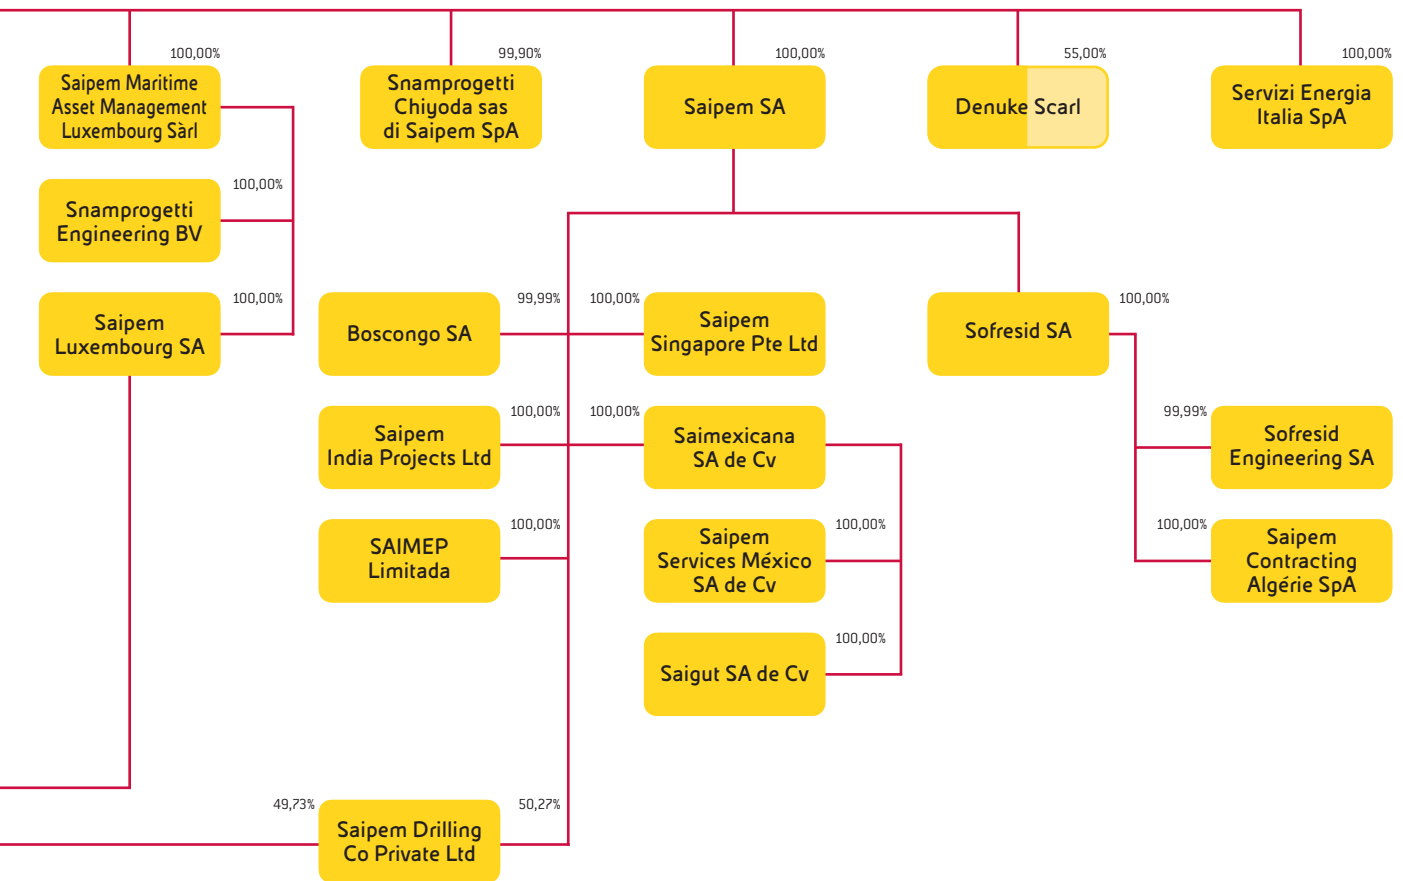 100,00%
99,90%
100,00%
55,00%
100,00%
Saipem Maritime
Asset Management
Luxembourg Sàrl
Snamprogetti
Chiyoda sas
di Saipem SpA
Saipem SA
Denuke Scarl
Servizi Energia
Italia SpA
100,00%
Snamprogetti
Engineering BV
100,00%
99,99%
100,00%
100,00%
Saipem
Luxembourg SA
Boscongo SA
Saipem
Singapore Pte Ltd
Sofresid SA
100,00%
100,00%
99,99%
Saipem
India Projects Ltd
Saimexicana
SA de Cv
Sofresid
Engineering SA
100,00%
100,00%
100,00%
SAIMEP
Limitada
Saipem
Services México
SA de Cv
Saipem
Contracting
Algérie SpA
100,00%
Saigut SA de Cv
49,73%
50,27%
Saipem Drilling
Co Private Ltd